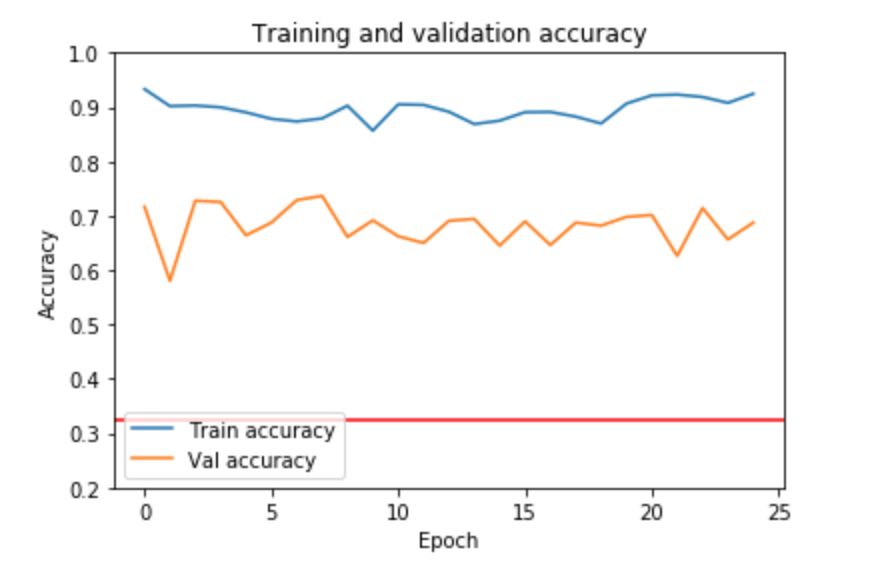 Training and validation accuracy
1.0
0.9
0.8
0.7
0.6
0.5
0.4
0.3
0.2
Accuracy
Train accuracy
Val accuracy
0 5 10 15 20 25
Epoch